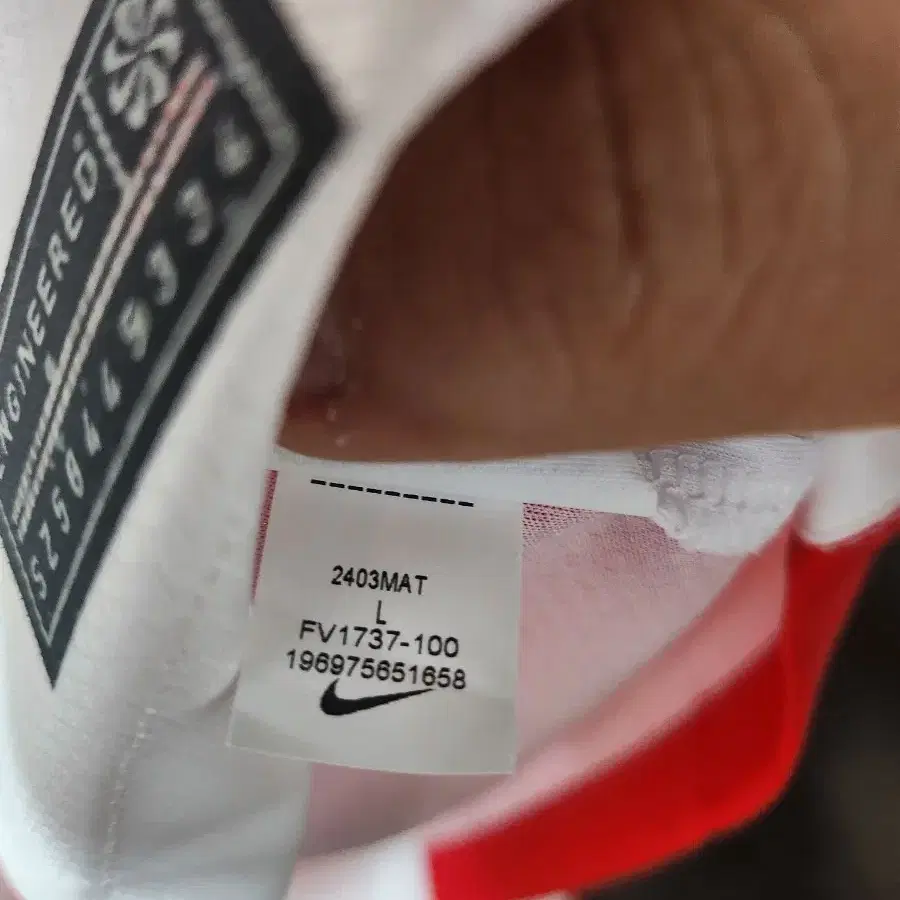 ENGINEERED
2403MAT
L
FV1737-100
196975651658